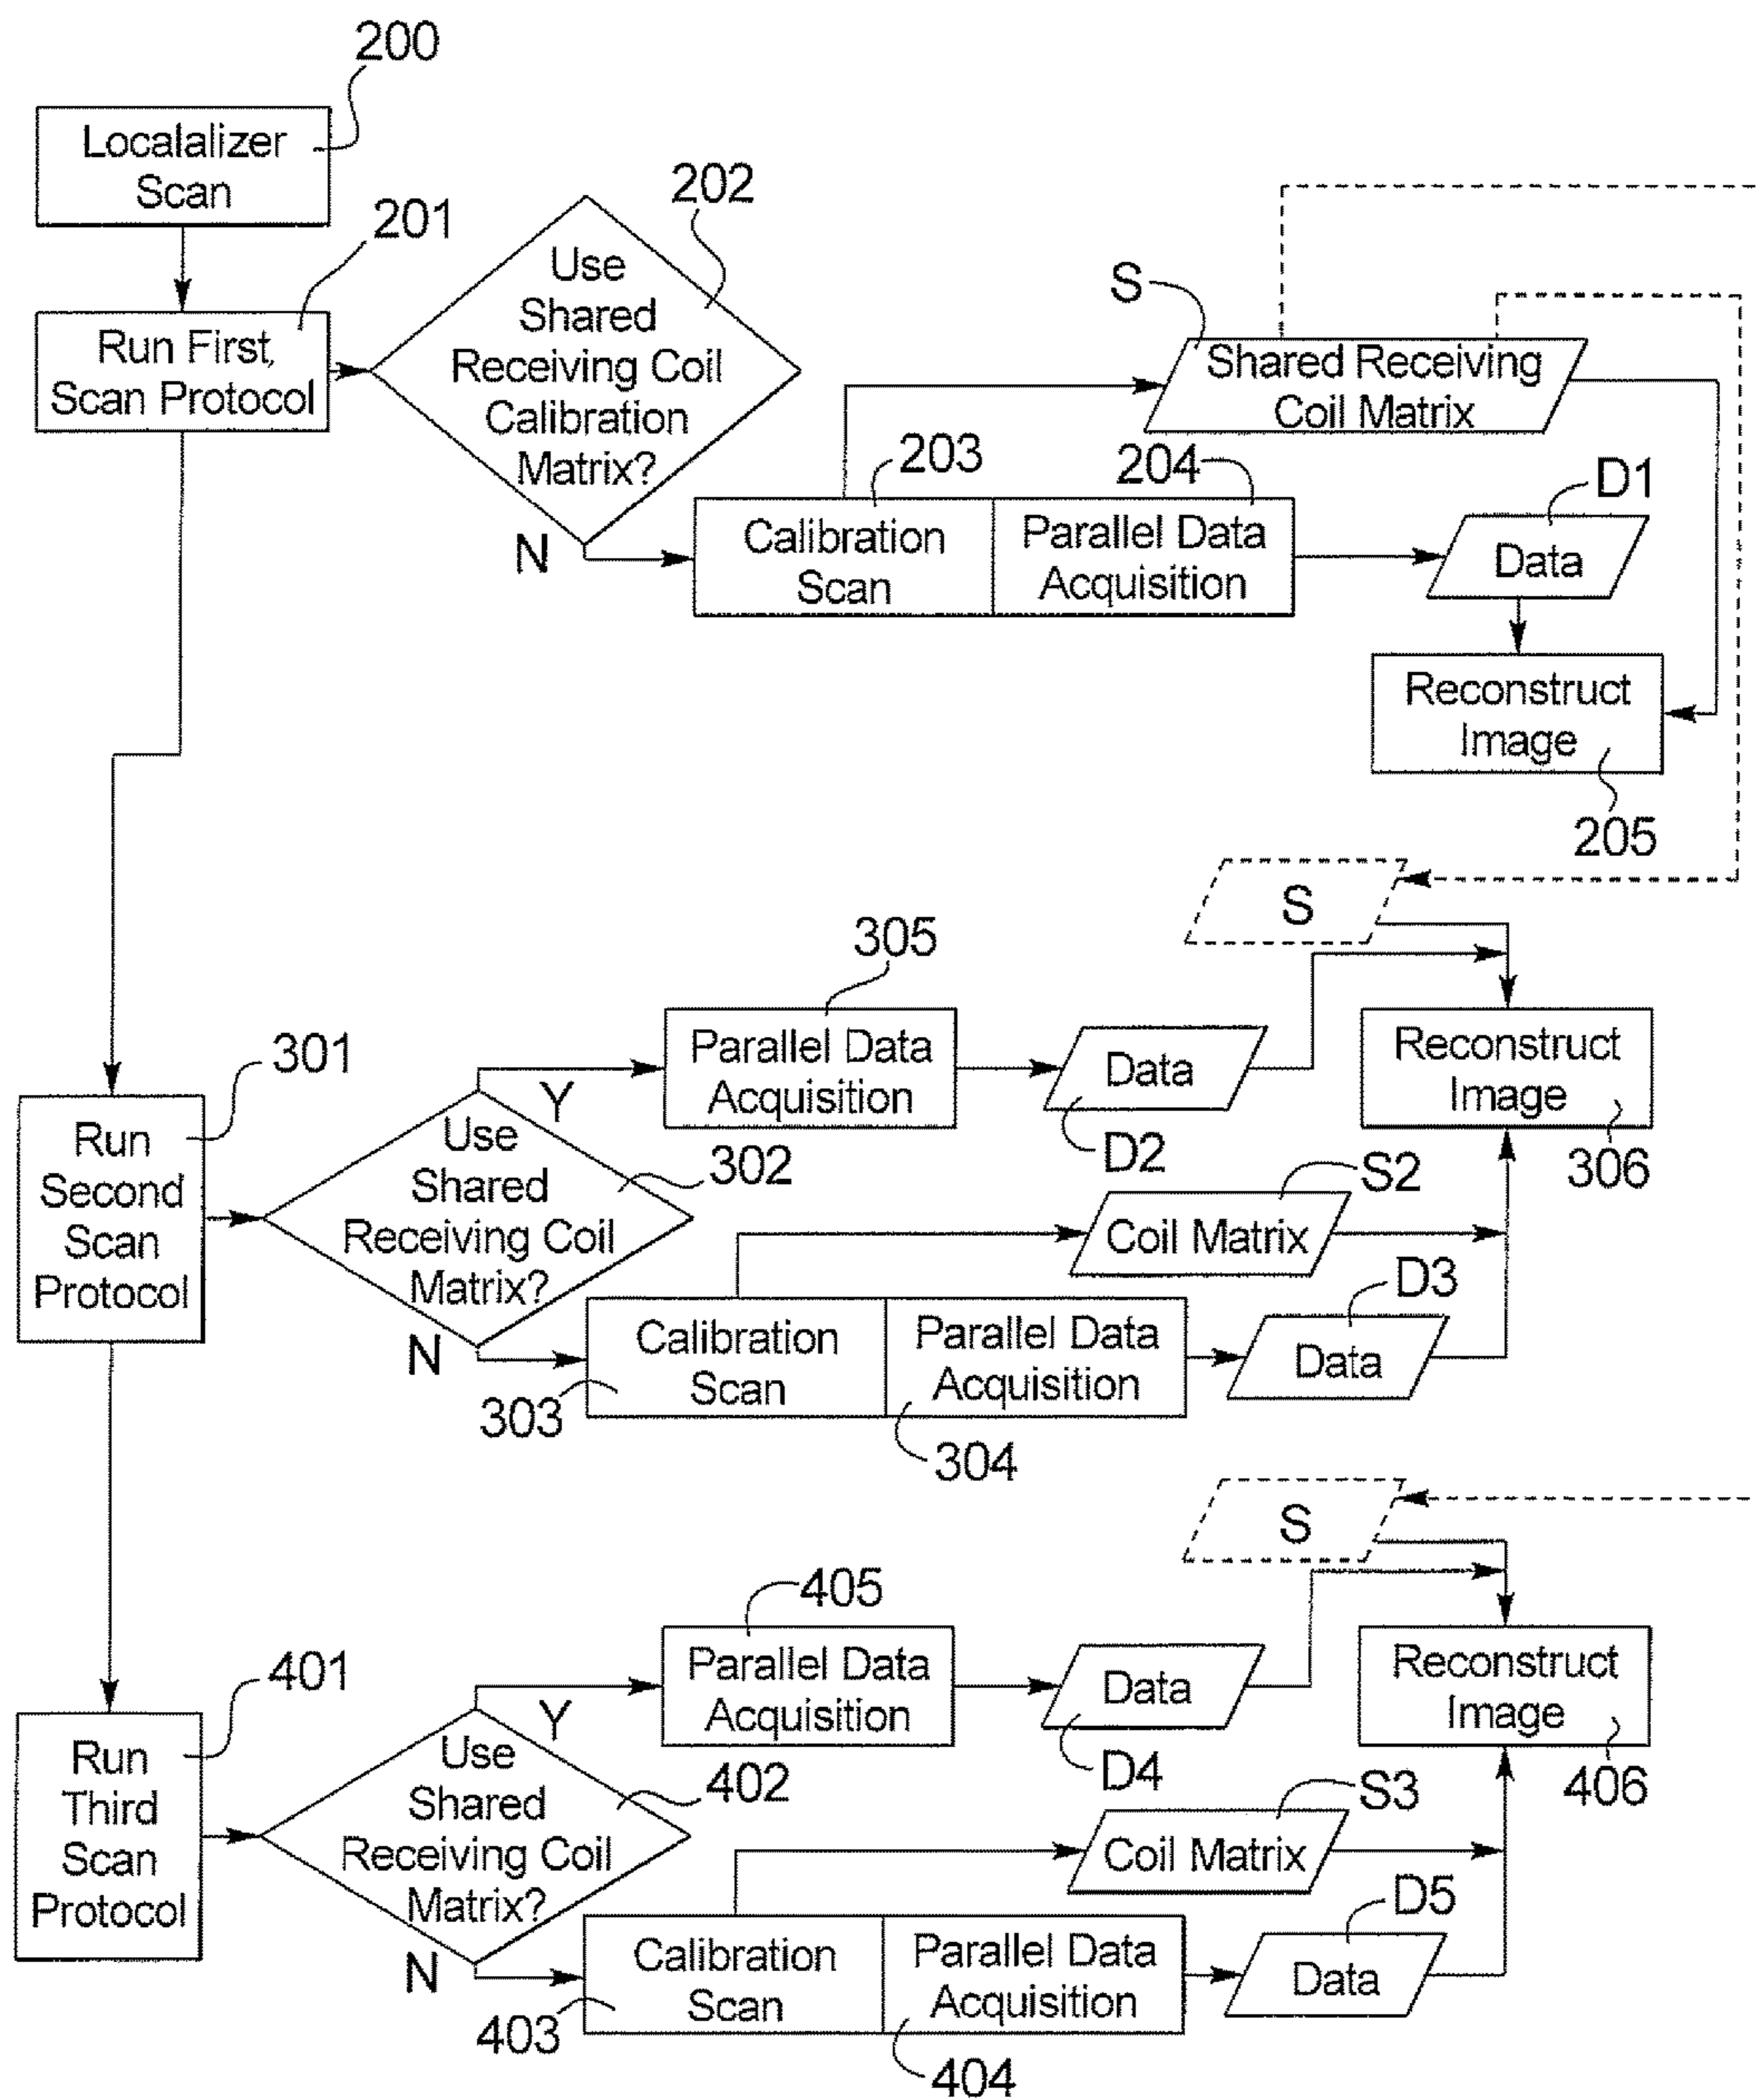 200
Localalizer
Scan
201
Run First,
Scan Protocol
202
Use
Shared
Receiving Coil
Calibration
Matrix?
N
S
Shared Receiving
Coil Matrix
203
Calibration
Scan
204
Parallel Data
Acquisition
D1
Data
Reconstruct
Image
205
S
305
Parallel Data
Acquisition
Data
D2
Reconstruct
Image
306
301
Run
Second
Scan
Protocol
Y
Use
Shared
Receiving Coil
Matrix?
302
N
S2
Coil Matrix
Calibration
Scan
303
Parallel Data
Acquisition
304
D3
Data
S
405
Parallel Data
Acquisition
Data
D4
Reconstruct
Image
406
401
Run
Third
Scan
Protocol
Y
Use
Shared
Receiving Coil
Matrix?
402
N
S3
Coil Matrix
Calibration
Scan
403
Parallel Data
Acquisition
404
D5
Data